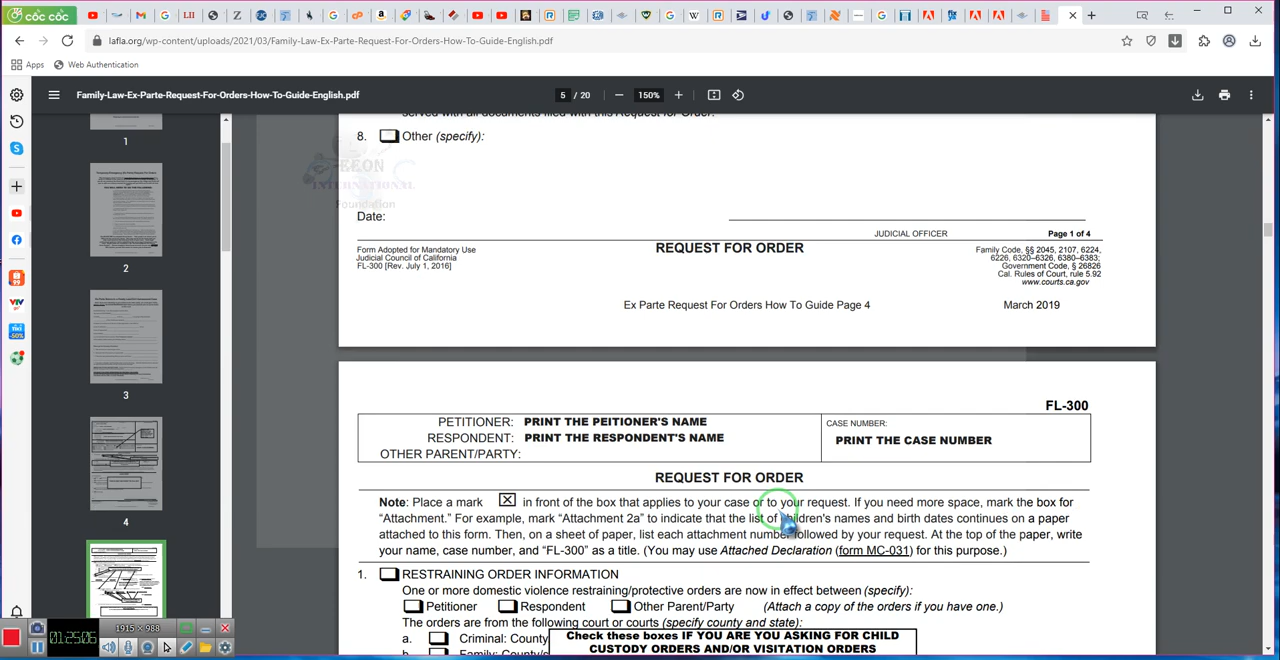 CỐC CỐC
lafla.org/wp-content/uploads/2021/03/Family-Law-Ex-Parte-Request-For-Orders-How-To-Guide-English.pdf
Apps
Web Authentication
Family-Law-Ex-Parte-Request-For-Orders-How-To-Guide-English.pdf
5 / 20
150%
1
2
3
4
served with all documents filed with this Request for Order.
8. Other (specify):
LEON
INTERNATIONAL
Foundation
Date:
JUDICIAL OFFICER
Page 1 of 4
Form Adopted for Mandatory Use
Judicial Council of California
FL-300 [Rev. July 1, 2016]
REQUEST FOR ORDER
Family Code, §§ 2045, 2107, 6224,
6226, 6320–6326, 6380–6383;
Government Code, § 26826
Cal. Rules of Court, rule 5.92
www.courts.ca.gov
Ex Parte Request For Orders How To Guide Page 4
March 2019
FL-300
PETITIONER: PRINT THE PEITIONER'S NAME
RESPONDENT: PRINT THE RESPONDENT'S NAME
OTHER PARENT/PARTY:
CASE NUMBER:
PRINT THE CASE NUMBER
REQUEST FOR ORDER
Note: Place a mark X in front of the box that applies to your case or to your request. If you need more space, mark the box for
"Attachment." For example, mark "Attachment 2a" to indicate that the list of children's names and birth dates continues on a paper
attached to this form. Then, on a sheet of paper, list each attachment number followed by your request. At the top of the paper, write
your name, case number, and "FL-300" as a title. (You may use Attached Declaration (form MC-031) for this purpose.)
1. RESTRAINING ORDER INFORMATION
One or more domestic violence restraining/protective orders are now in effect between (specify):
Petitioner Respondent Other Parent/Party (Attach a copy of the orders if you have one.)
The orders are from the following court or courts (specify county and state):
a. Criminal: County
Check these boxes IF YOU ARE YOU ASKING FOR CHILD
CUSTODY ORDERS AND/OR VISITATION ORDERS
b. Family: County/s
01:25:06
1915 × 988